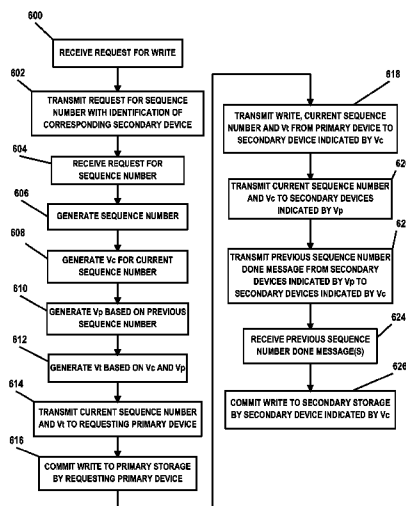 600
RECEIVE REQUEST FOR WRITE
602
TRANSMIT REQUEST FOR SEQUENCE
NUMBER WITH IDENTIFICATION OF
CORRESPONDING SECONDARY DEVICE
604
RECEIVE REQUEST FOR
SEQUENCE NUMBER
606
GENERATE SEQUENCE NUMBER
608
GENERATE Vc FOR CURRENT
SEQUENCE NUMBER
610
GENERATE Vp BASED ON PREVIOUS
SEQUENCE NUMBER
612
GENERATE Vt BASED ON Vc AND Vp
614
TRANSMIT CURRENT SEQUENCE NUMBER
AND Vt TO REQUESTING PRIMARY DEVICE
616
COMMIT WRITE TO PRIMARY STORAGE
BY REQUESTING PRIMARY DEVICE
618
TRANSMIT WRITE, CURRENT SEQUENCE
NUMBER AND Vt FROM PRIMARY DEVICE TO
SECONDARY DEVICE INDICATED BY Vc
62
TRANSMIT CURRENT SEQUENCE NUMBER
AND Vc TO SECONDARY DEVICES
INDICATED BY Vp
62
TRANSMIT PREVIOUS SEQUENCE NUMBER
DONE MESSAGE FROM SECONDARY
DEVICES INDICATED BY Vp TO
SECONDARY DEVICES INDICATED BY Vc
624
RECEIVE PREVIOUS SEQUENCE
NUMBER DONE MESSAGE(S)
626
COMMIT WRITE TO SECONDARY STORAGE
BY SECONDARY DEVICE INDICATED BY Vc